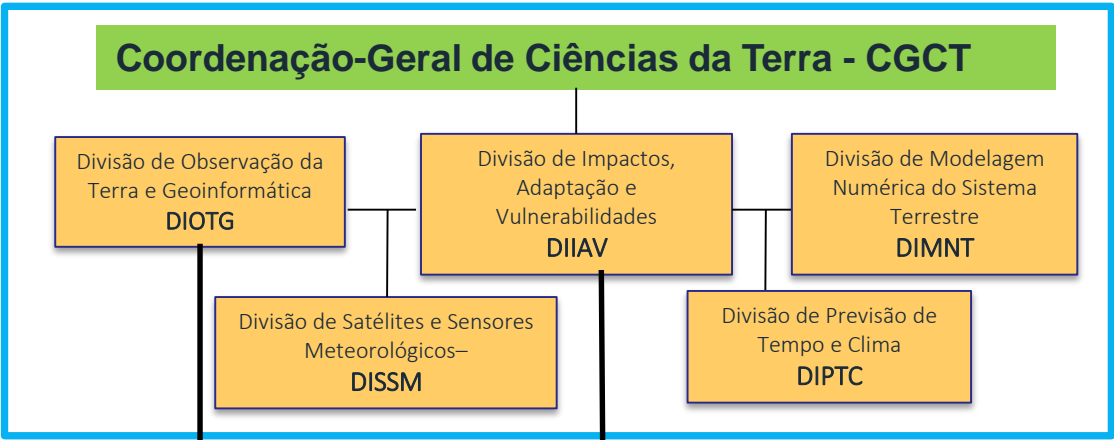 Coordenação-Geral de Ciências da Terra - CGCT
Divisão de Observação da
Terra e Geoinformática
DIOTG
Divisão de Impactos,
Adaptação e
Vulnerabilidades
DIIAV
Divisão de Modelagem
Numérica do Sistema
Terrestre
DIMNT
Divisão de Satélites e Sensores
Meteorológicos–
DISSM
Divisão de Previsão de
Tempo e Clima
DIPTC